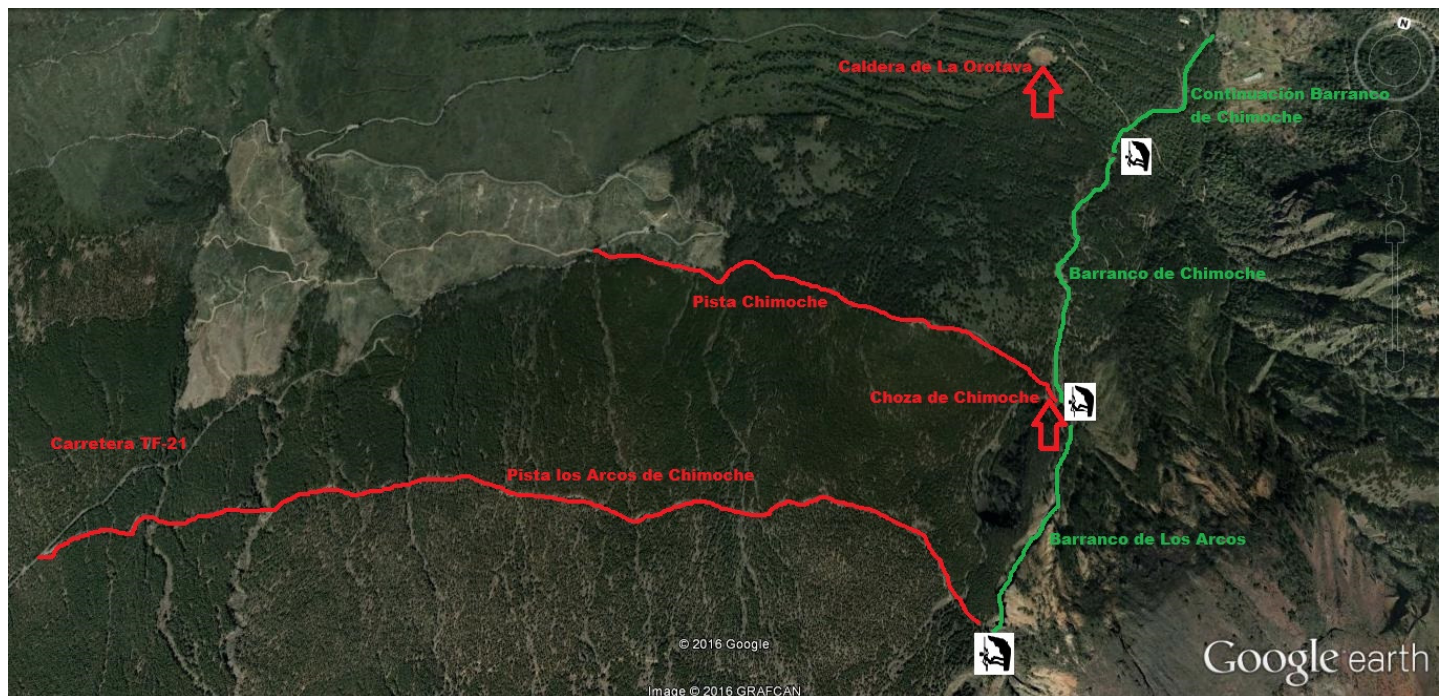 N
Caldera de La Orotava
Continuación Barranco
de Chimoche
Barranco de Chimoche
Pista Chimoche
Choza de Chimoche
Carretera TF-21
Pista los Arcos de Chimoche
Barranco de Los Arcos
© 2016 Google
Image © 2016 GRAFCAN
Google earth